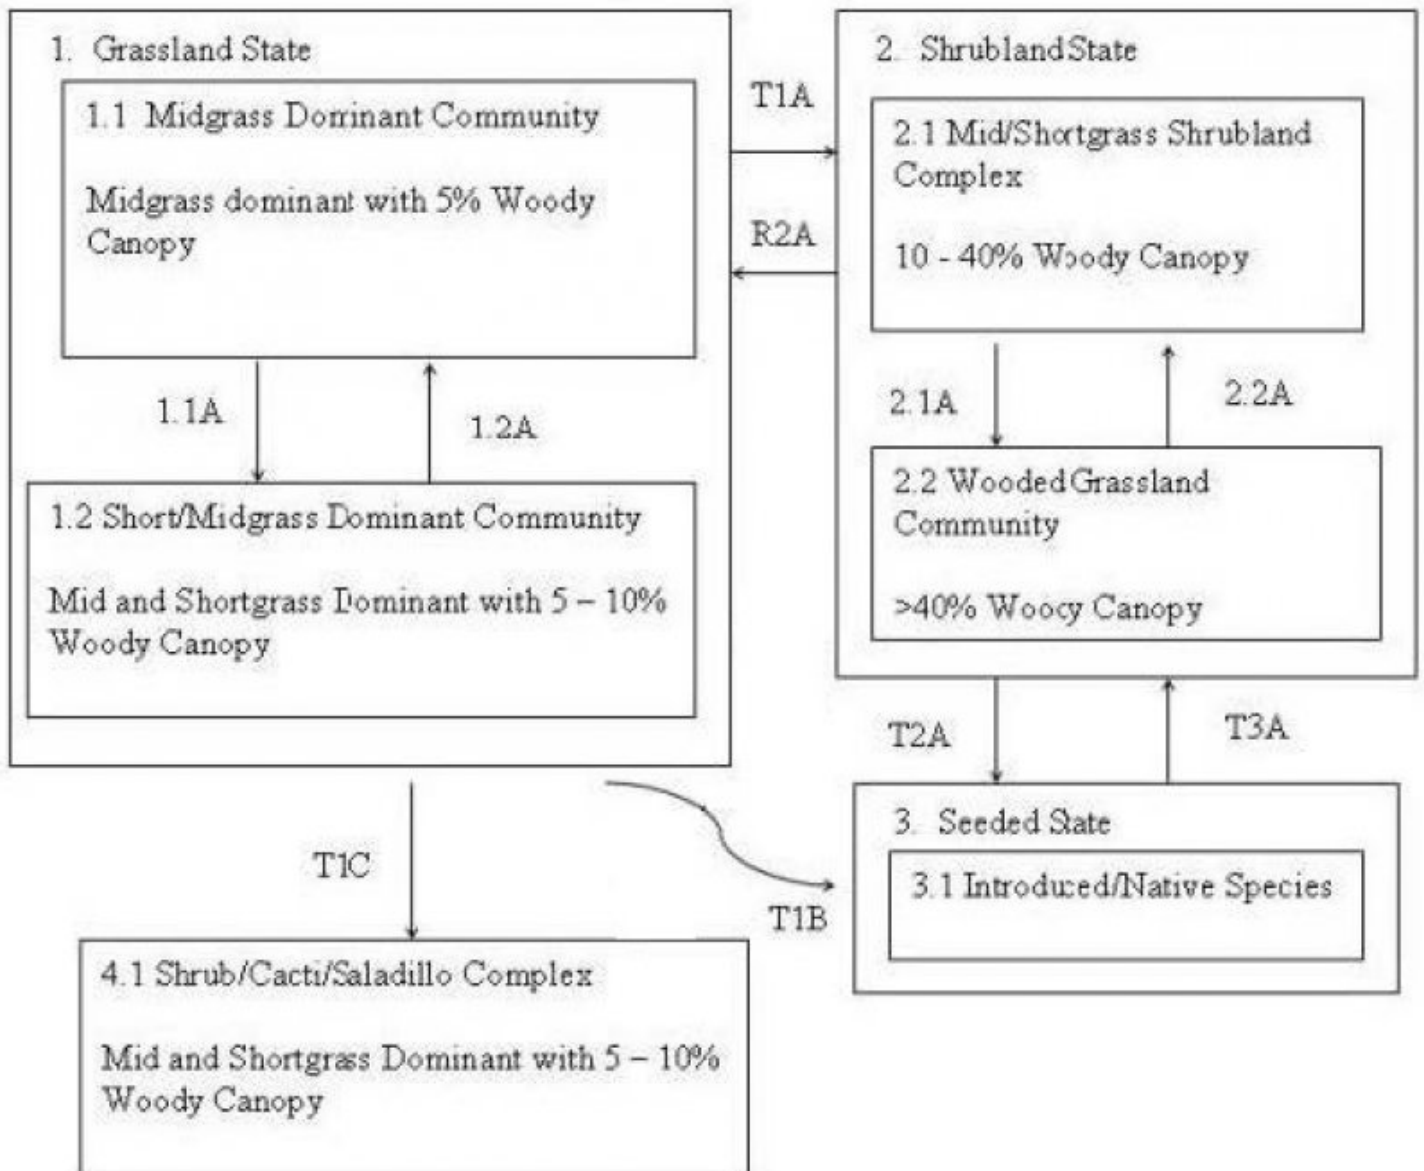 1. Grassland State
1.1 Midgrass Dominant Community
Midgrass dominant with 5% Woody
Canopy
1.1A
1.2A
1.2 Short/Midgrass Dominant Community
Mid and Shortgrass Dominant with 5 – 10%
Woody Canopy
T1A
R2A
2. Shrubland State
2.1 Mid/Shortgrass Shrubland
Complex
10 - 40% Woody Canopy
2.1A
2.2A
2.2 Wooded Grassland
Community
>40% Woody Canopy
T2A
T3A
3. Seeded State
3.1 Introduced/Native Species
T1C
T1B
4.1 Shrub/Cacti/Saladillo Complex
Mid and Shortgrass Dominant with 5 – 10%
Woody Canopy